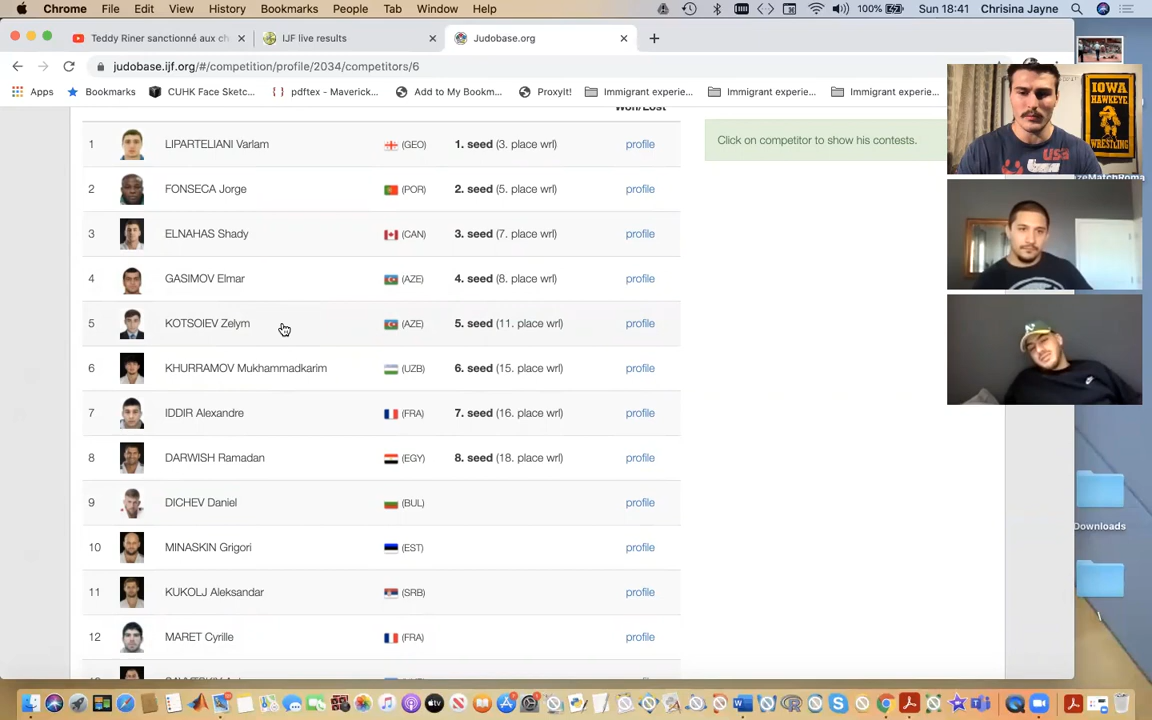 Chrome File Edit View History Bookmarks People Tab Window Help 100% Sun 18:41 Chrisina Jayne
Teddy Riner sanctionné aux ch IJF live results Judobase.org
judobase.ijf.org/#/competition/profile/2034/competitors/6
Apps Bookmarks CUHK Face Sketc... pdftex - Maverick... Add to My Bookm... ProxyIt! Immigrant experie... Immigrant experie... Immigrant experie...
Won/Lost
1 LIPARTELIANI Varlam (GEO) 1. seed (3. place wrl) profile
2 FONSECA Jorge (POR) 2. seed (5. place wrl) profile
3 ELNAHAS Shady (CAN) 3. seed (7. place wrl) profile
4 GASIMOV Elmar (AZE) 4. seed (8. place wrl) profile
5 KOTSOIEV Zelym (AZE) 5. seed (11. place wrl) profile
6 KHURRAMOV Mukhammadkarim (UZB) 6. seed (15. place wrl) profile
7 IDDIR Alexandre (FRA) 7. seed (16. place wrl) profile
8 DARWISH Ramadan (EGY) 8. seed (18. place wrl) profile
9 DICHEV Daniel (BUL) profile
10 MINASKIN Grigori (EST) profile
11 KUKOLJ Aleksandar (SRB) profile
12 MARET Cyrille (FRA) profile
Click on competitor to show his contests.
IOWA
HAWKEYE
WRESTLING
USA
Downloads